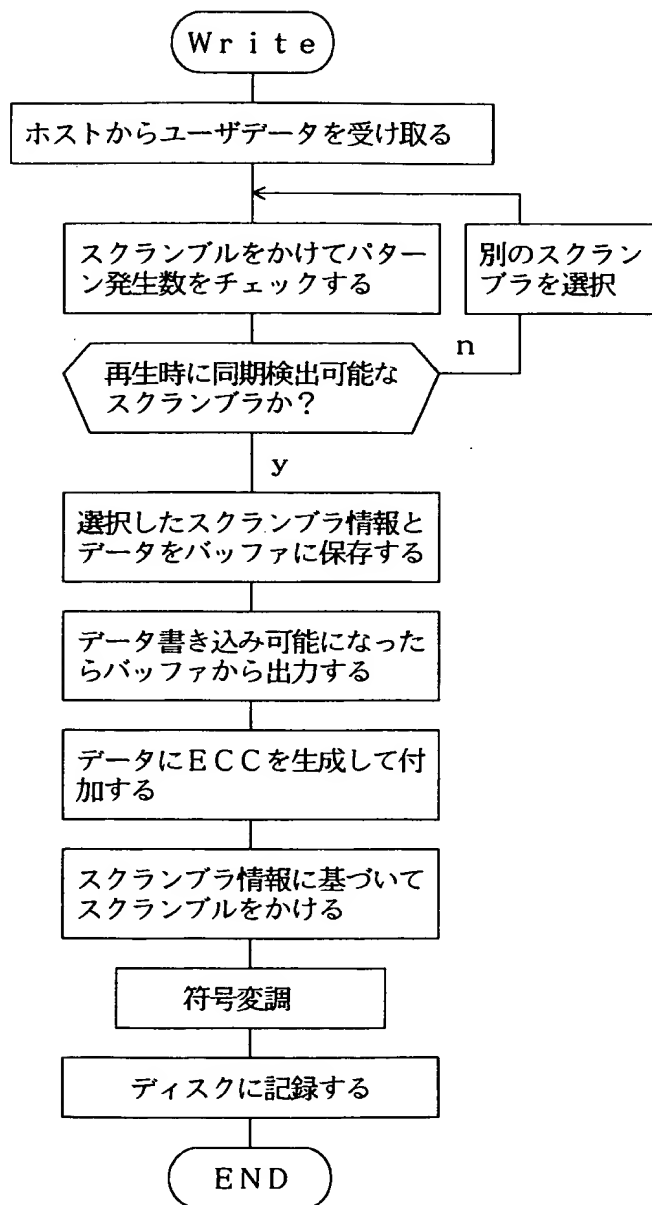 Write
ホストからユーザデータを受け取る
スクランブルをかけてパター
ン発生数をチェックする
別のスクラン
ブラを選択
n
再生時に同期検出可能な
スクランブラか？
y
選択したスクランブラ情報と
データをバッファに保存する
データ書き込み可能になった
らバッファから出力する
データにECCを生成して付
加する
スクランブラ情報に基づいて
スクランブルをかける
符号変調
ディスクに記録する
END